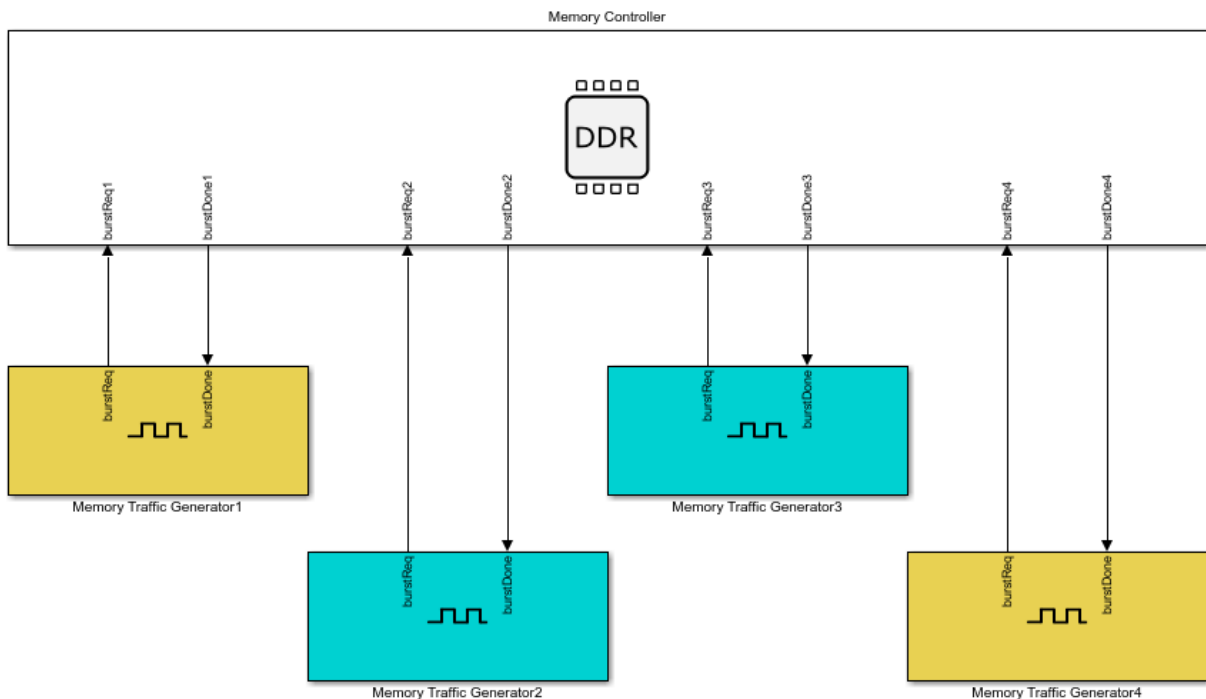 Memory Controller
DDR
burstReq1
burstDone1
burstReq2
burstDone2
burstReq3
burstDone3
burstReq4
burstDone4
burstReq
burstDone
Memory Traffic Generator1
burstReq
burstDone
Memory Traffic Generator3
burstReq
burstDone
Memory Traffic Generator2
burstReq
burstDone
Memory Traffic Generator4